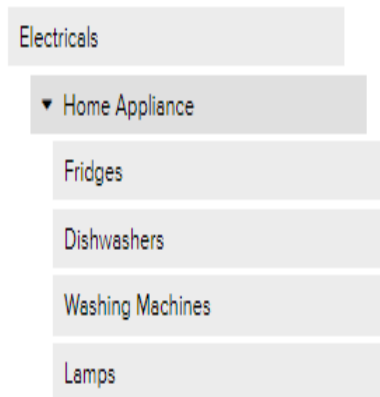 Electricals
Home Appliance
Fridges
Dishwashers
Washing Machines
Lamps